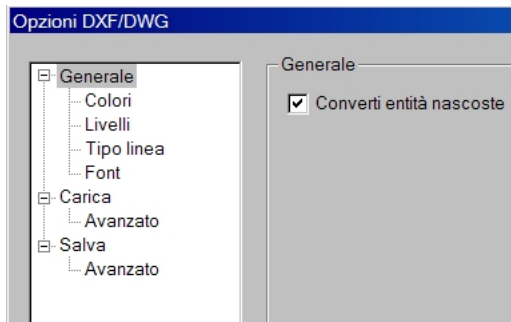 Opzioni DXF/DWG
Generale
Colori
Livelli
Tipo linea
Font
Carica
Avanzato
Salva
Avanzato
Generale
Converti entità nascoste